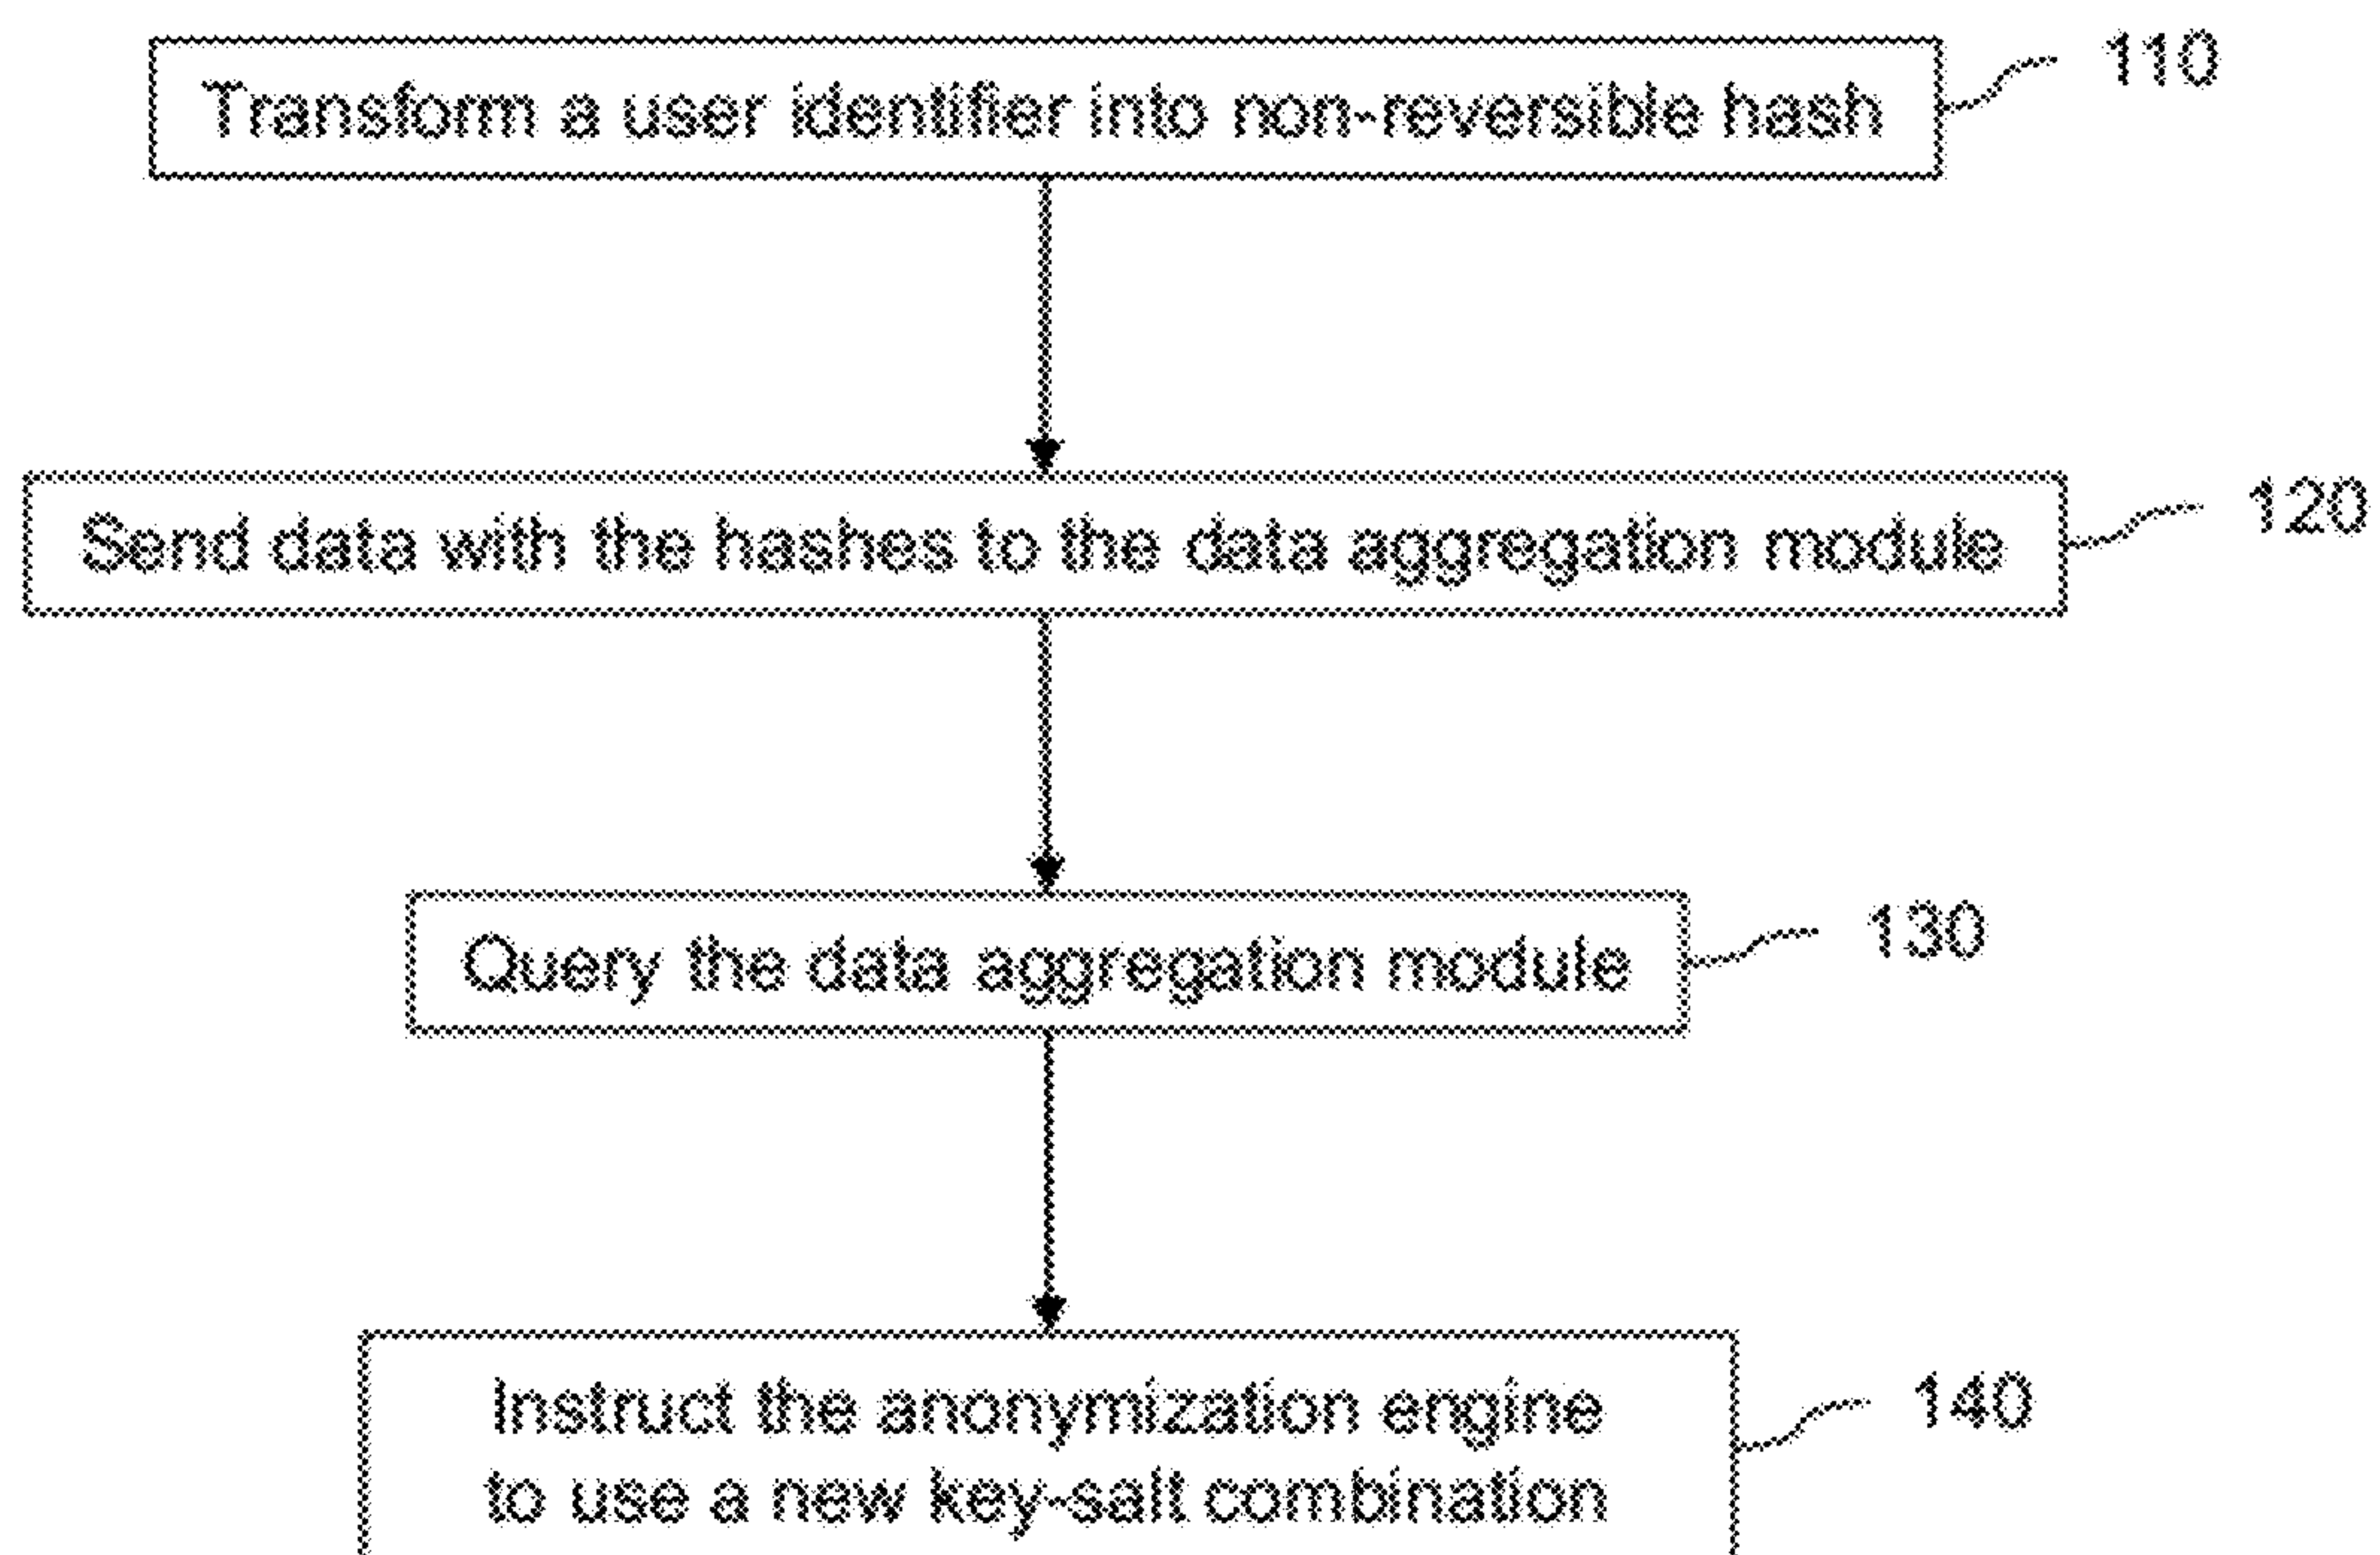 Transform a user identifier into non-reversible hash
110
Send data with the hashes to the data aggregation module
120
Query the data aggregation module
130
Instruct the anonymization engine
to use a new key-salt combination
140